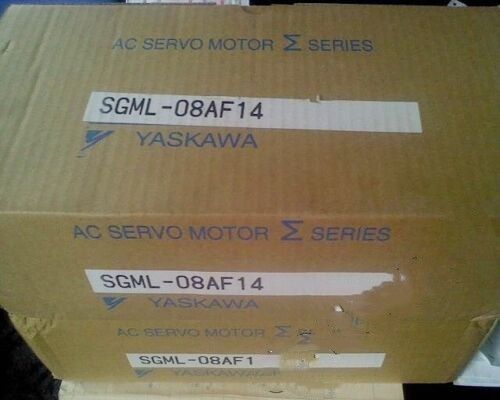 AC SERVO MOTOR Σ SERIES
SGML-08AF14
YASKAWA
AC SERVO MOTOR Σ SERIES
SGML-08AF14
YASKAWA
AC SERVO MOTOR Σ SERIES
SGML-08AF1